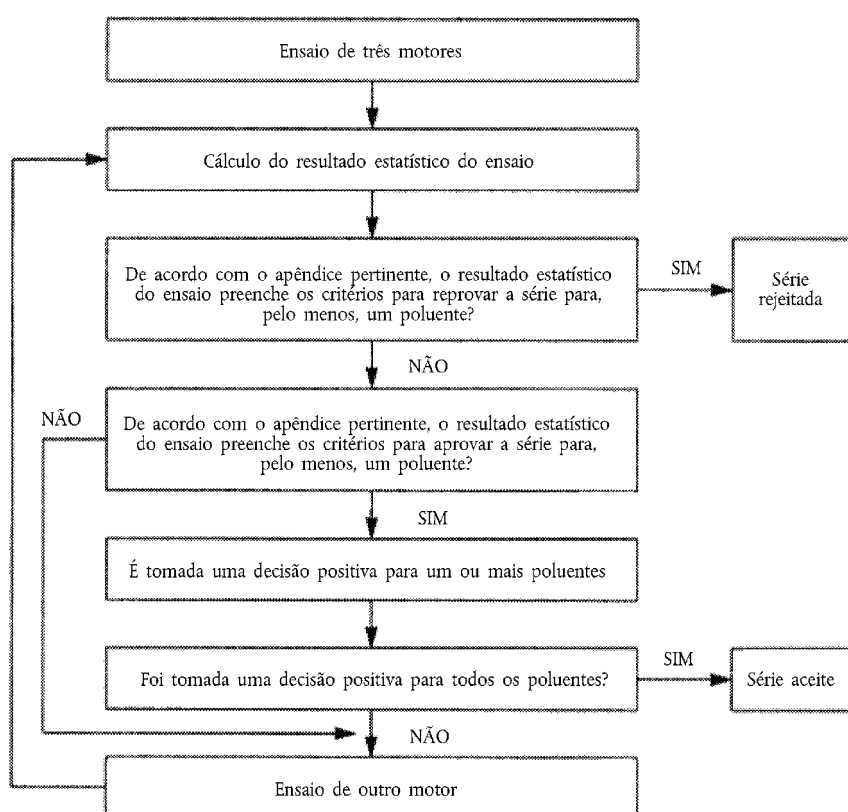 Ensaio de três motores
Cálculo do resultado estatístico do ensaio
De acordo com o apêndice pertinente, o resultado estatístico
do ensaio preenche os critérios para reprovar a série para,
pelo menos, um poluente?
SIM
Série
rejeitada
NÃO
NÃO
De acordo com o apêndice pertinente, o resultado estatístico
do ensaio preenche os critérios para aprovar a série para,
pelo menos, um poluente?
SIM
É tomada uma decisão positiva para um ou mais poluentes
Foi tomada uma decisão positiva para todos os poluentes?
SIM
Série aceite
NÃO
Ensaio de outro motor